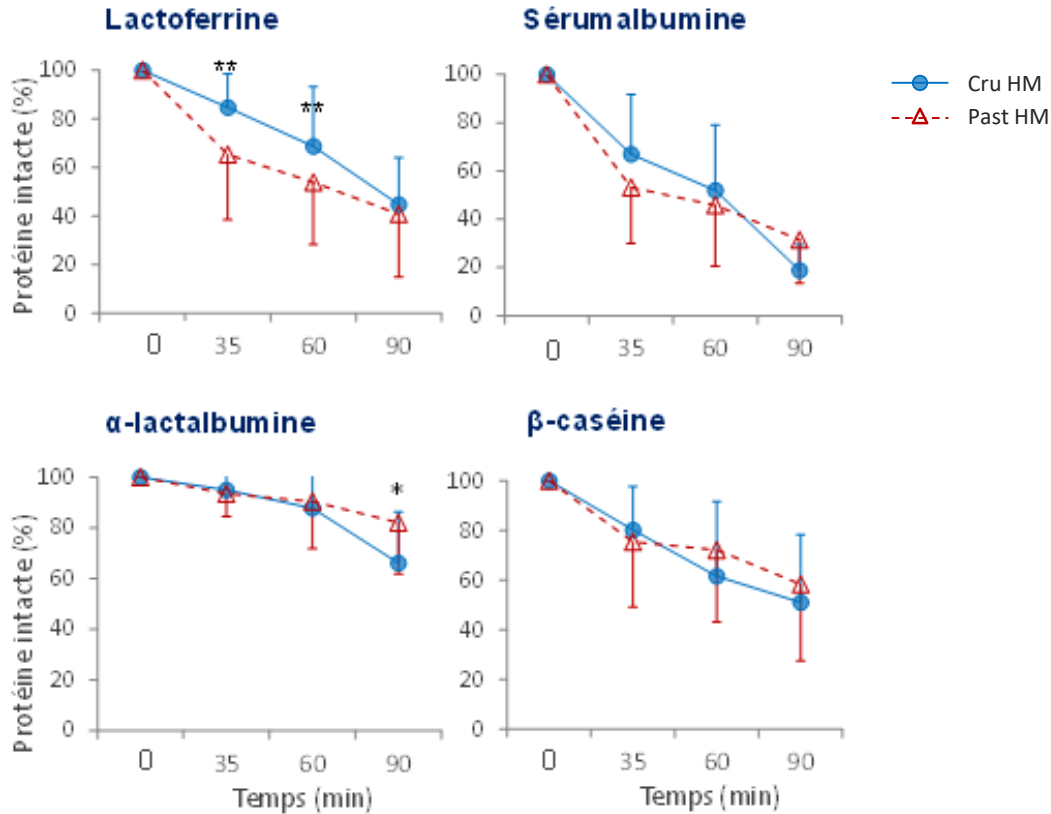 Lactoferrine
Protéine intacte (%)
100
80
60
40
20
0
**
**
0 35 60 90
Sérumalbumine
100
80
60
40
20
0
0 35 60 90
Cru HM
Past HM
α-lactalbumine
Protéine intacte (%)
100
80
60
40
20
0
*
0 35 60 90
Temps (min)
β-caséine
100
80
60
40
20
0
0 35 60 90
Temps (min)